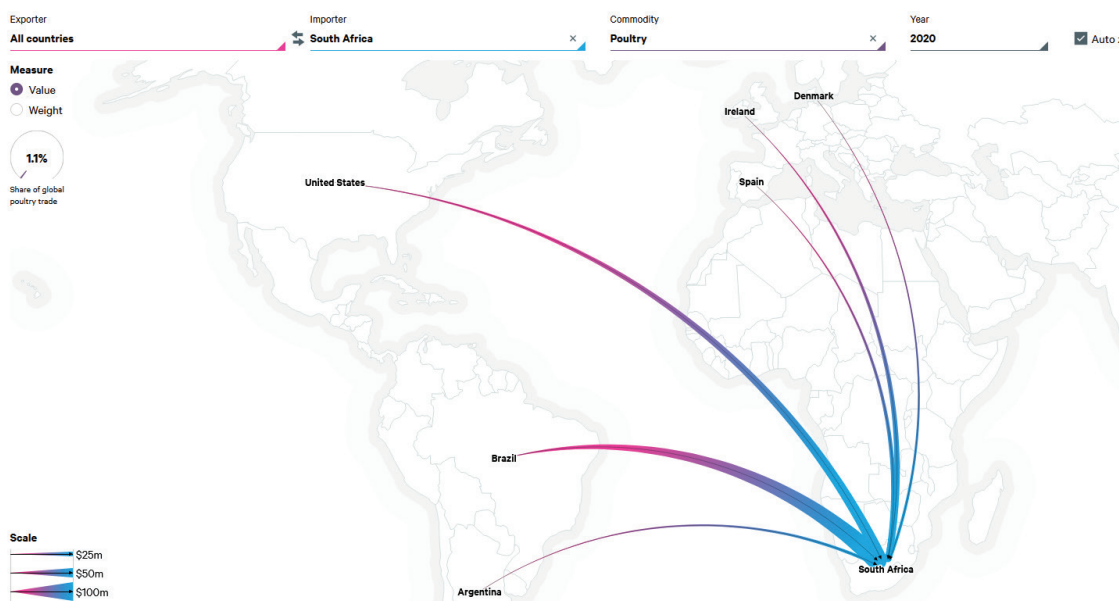 Exporter
All countries
Importer
South Africa
×
Commodity
Poultry
×
Year
2020
Auto
Measure
Value
Weight
1.1%
Share of global
poultry trade
Denmark
Ireland
United States
Spain
Brazil
South Africa
Argentina
Scale
$25m
$50m
$100m